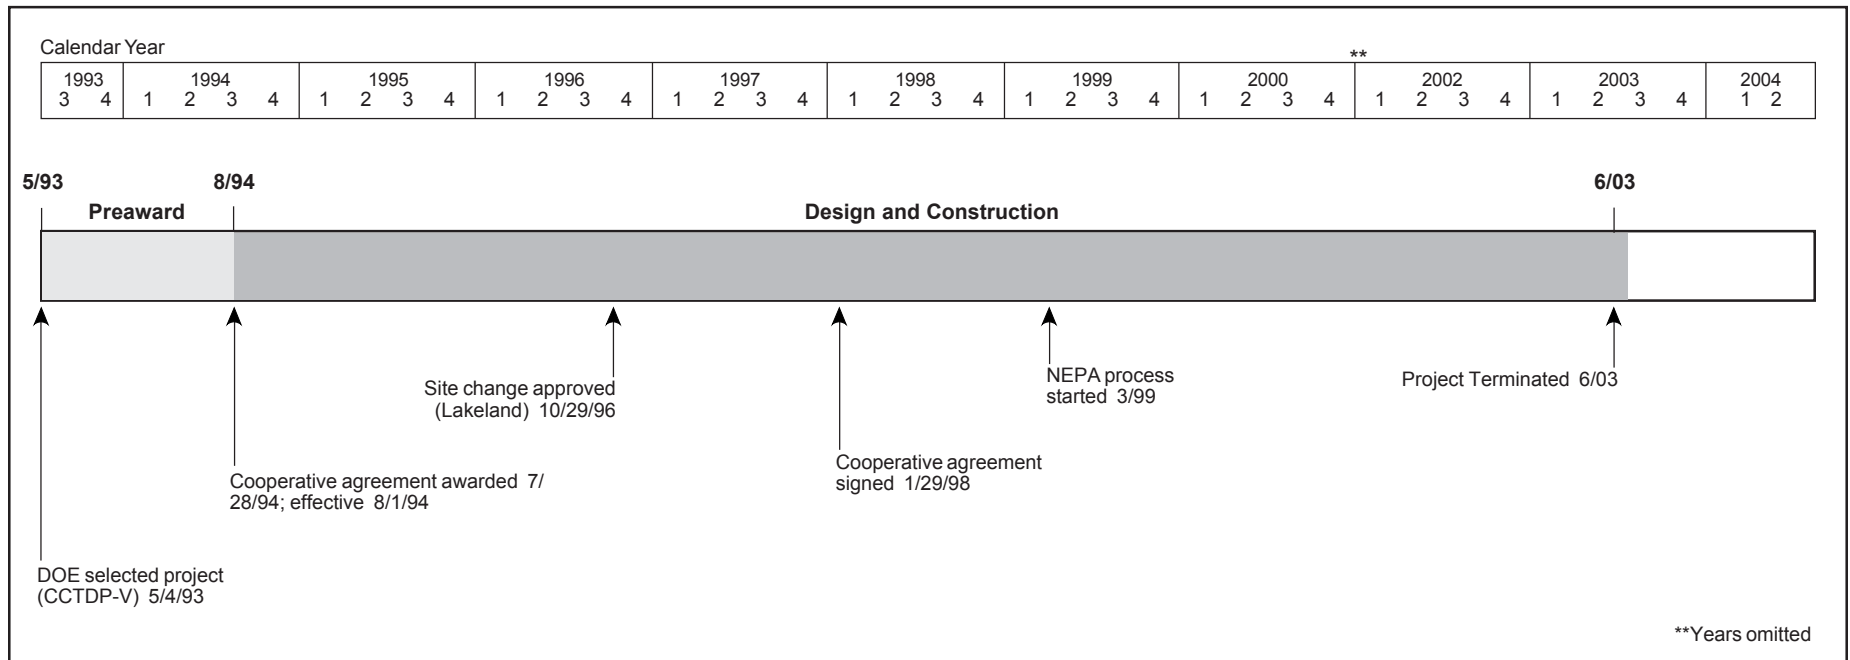 Calendar Year
**
1993 1994 1995 1996 1997 1998 1999 2000 2002 2003 2004
3 4 1 2 3 4 1 2 3 4 1 2 3 4 1 2 3 4 1 2 3 4 1 2 3 4 1 2 3 4 1 2 3 4 1 2 3 4 1 2
5/93 8/94 6/03
Preaward Design and Construction
Site change approved
(Lakeland) 10/29/96
NEPA process
started 3/99
Project Terminated 6/03
Cooperative agreement awarded 7/
28/94; effective 8/1/94
Cooperative agreement
signed 1/29/98
DOE selected project
(CCTDP-V) 5/4/93
**Years omitted